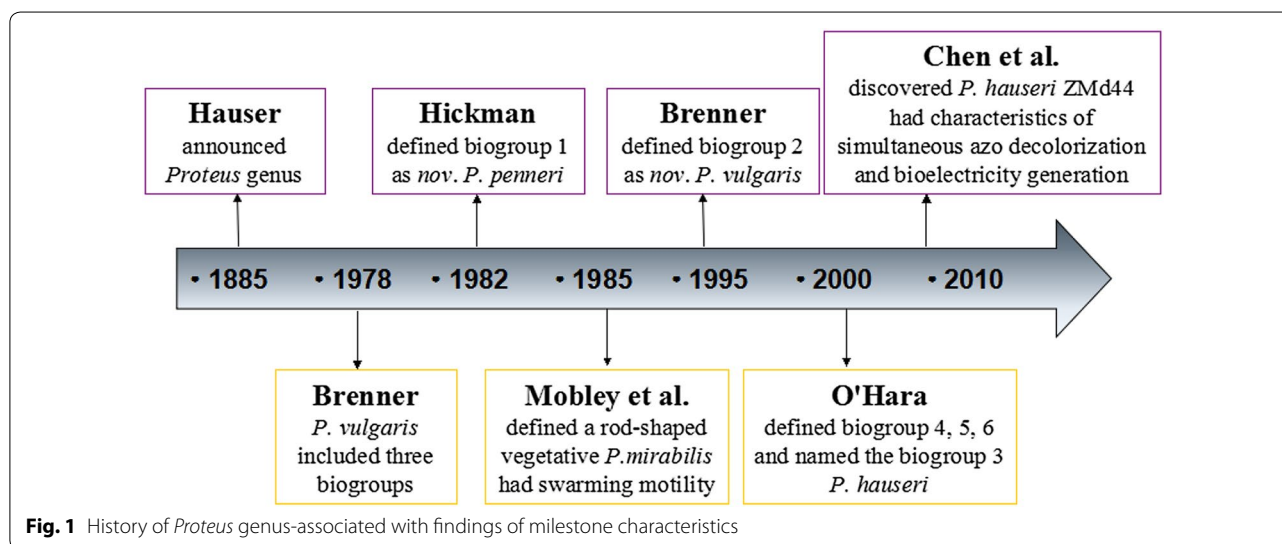 Hauser
announced
Proteus genus
Hickman
defined biogroup 1
as nov. P. penneri
Brenner
defined biogroup 2
as nov. P. vulgaris
Chen et al.
discovered P. hauseri ZMd44
had characteristics of
simultaneous azo decolorization
and bioelectricity generation
• 1885 • 1978 • 1982 • 1985 • 1995 • 2000 • 2010
Brenner
P. vulgaris
included three
biogroups
Mobley et al.
defined a rod-shaped
vegetative P.mirabilis
had swarming motility
O'Hara
defined biogroup 4, 5, 6
and named the biogroup 3
P. hauseri
Fig. 1 History of Proteus genus-associated with findings of milestone characteristics